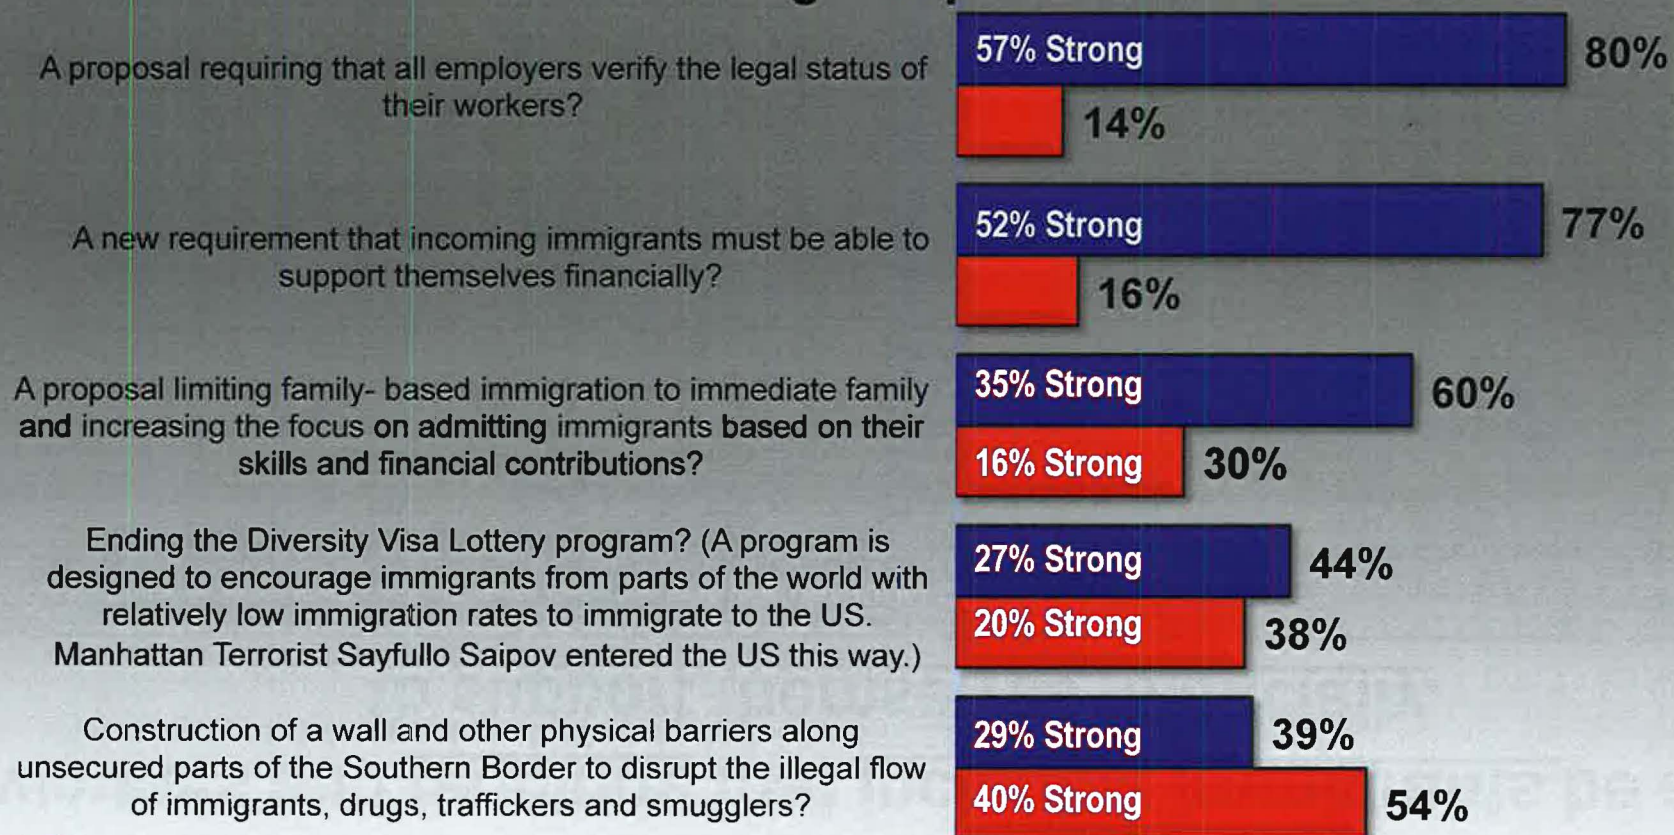 57% Strong
80%
A proposal requiring that all employers verify the legal status of
their workers?
14%
52% Strong
77%
A new requirement that incoming immigrants must be able to
support themselves financially?
16%
35% Strong
60%
A proposal limiting family- based immigration to immediate family
and increasing the focus on admitting immigrants based on their
skills and financial contributions?
16% Strong
30%
Ending the Diversity Visa Lottery program? (A program is
designed to encourage immigrants from parts of the world with
relatively low immigration rates to immigrate to the US.
Manhattan Terrorist Sayfullo Saipov entered the US this way.)
27% Strong
44%
20% Strong
38%
Construction of a wall and other physical barriers along
unsecured parts of the Southern Border to disrupt the illegal flow
of immigrants, drugs, traffickers and smugglers?
29% Strong
39%
40% Strong
54%